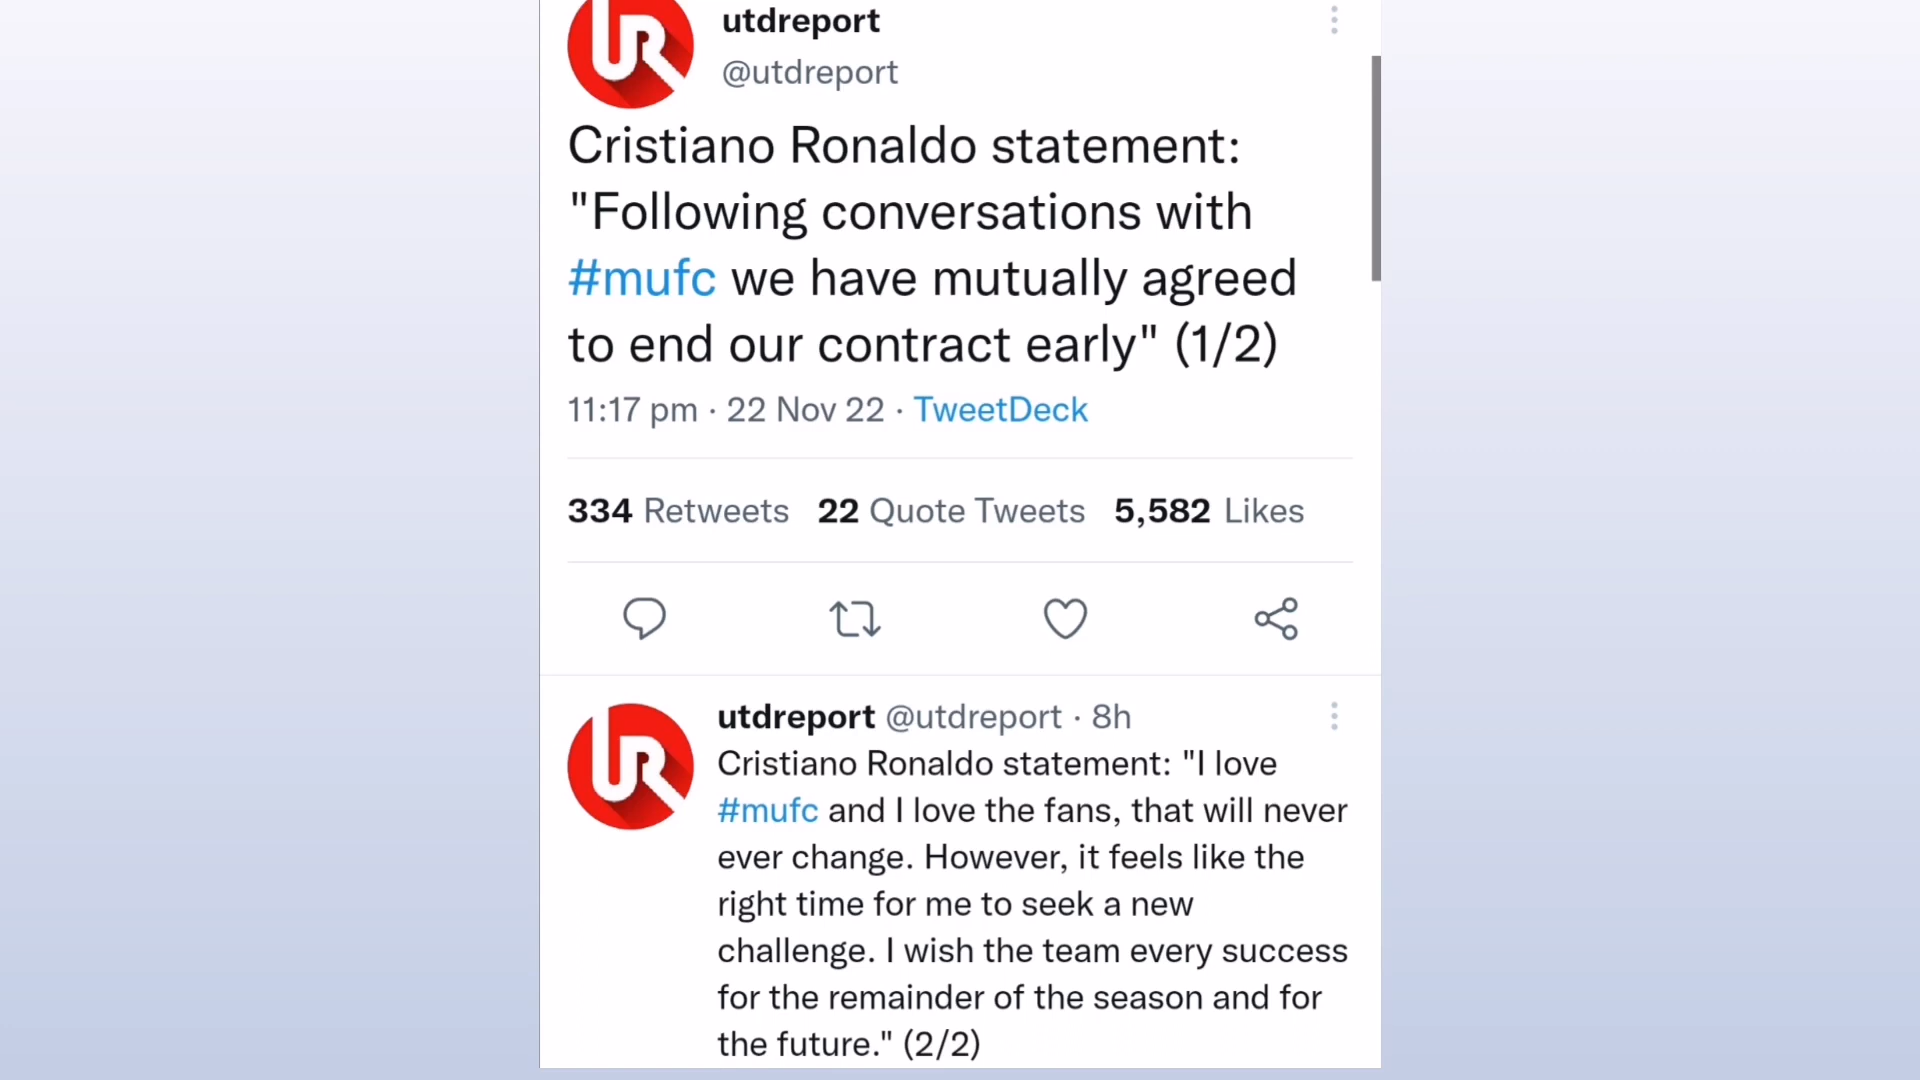 utdreport
@utdreport
Cristiano Ronaldo statement:
"Following conversations with
#mufc we have mutually agreed
to end our contract early" (1/2)
11:17 pm · 22 Nov 22 · TweetDeck
334 Retweets 22 Quote Tweets 5,582 Likes
utdreport @utdreport · 8h
Cristiano Ronaldo statement: "I love
#mufc and I love the fans, that will never
ever change. However, it feels like the
right time for me to seek a new
challenge. I wish the team every success
for the remainder of the season and for
the future." (2/2)